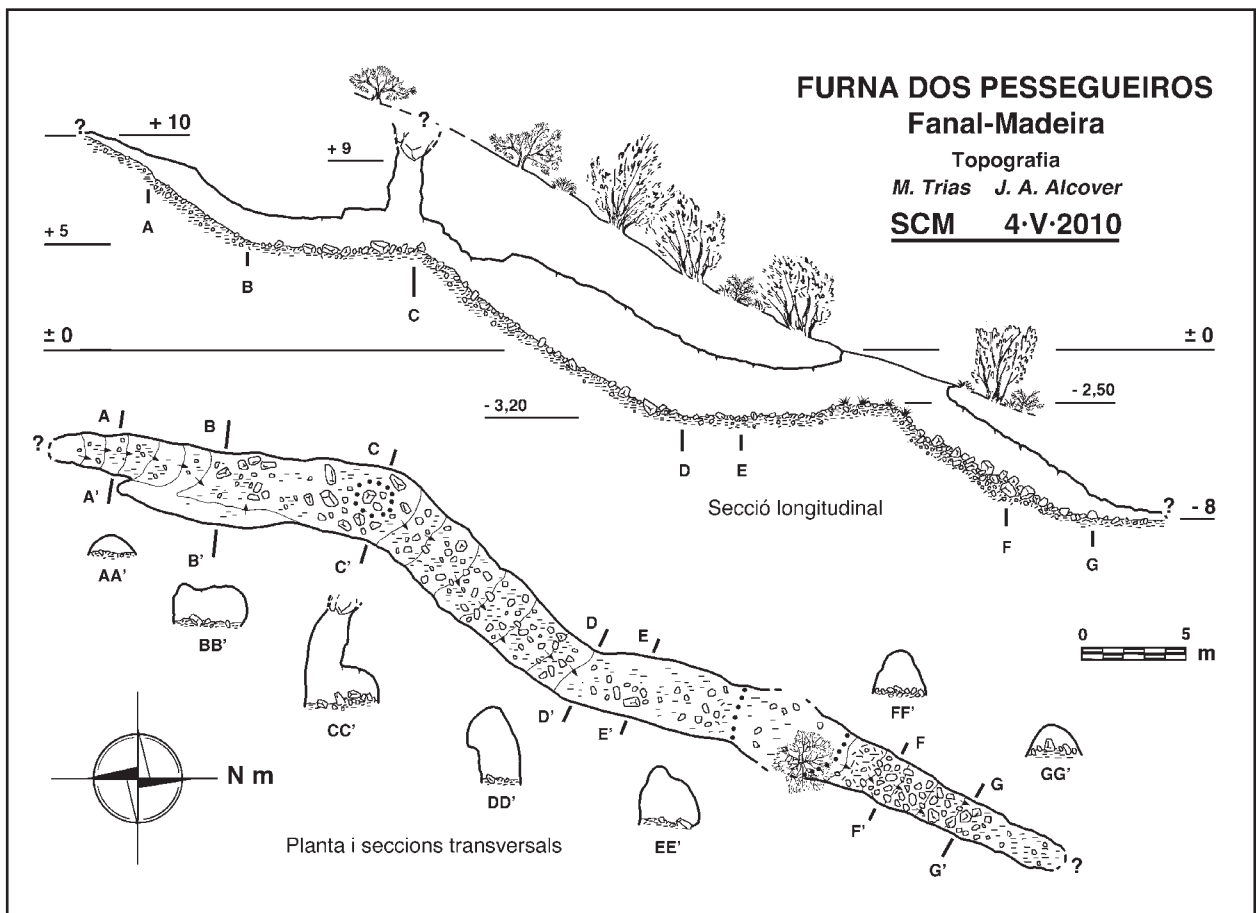 FURNA DOS PESSEGUEIROS
Fanal-Madeira
Topografia
M. Trias J. A. Alcover
SCM 4·V·2010
?
+ 10
+ 9
?
+ 5
A
B
C
± 0
± 0
- 3,20
- 2,50
D
E
Secció longitudinal
F
G
?
- 8
A
B
C
?
A'
B'
C'
AA'
BB'
CC'
D
E
D'
E'
DD'
EE'
0 5
m
FF'
F
GG'
G
F'
G'
?
N m
Planta i seccions transversals